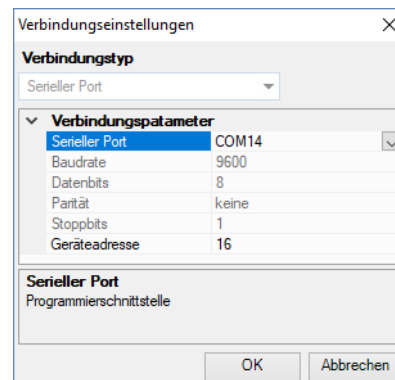 Verbindungseinstellungen
Verbindungstyp
Serieller Port
Verbindungspatameter
Serieller Port COM14
Baudrate 9600
Datenbits 8
Parität keine
Stoppbits 1
Geräteadresse 16
Serieller Port
Programmierschnittstelle
OK Abbrechen